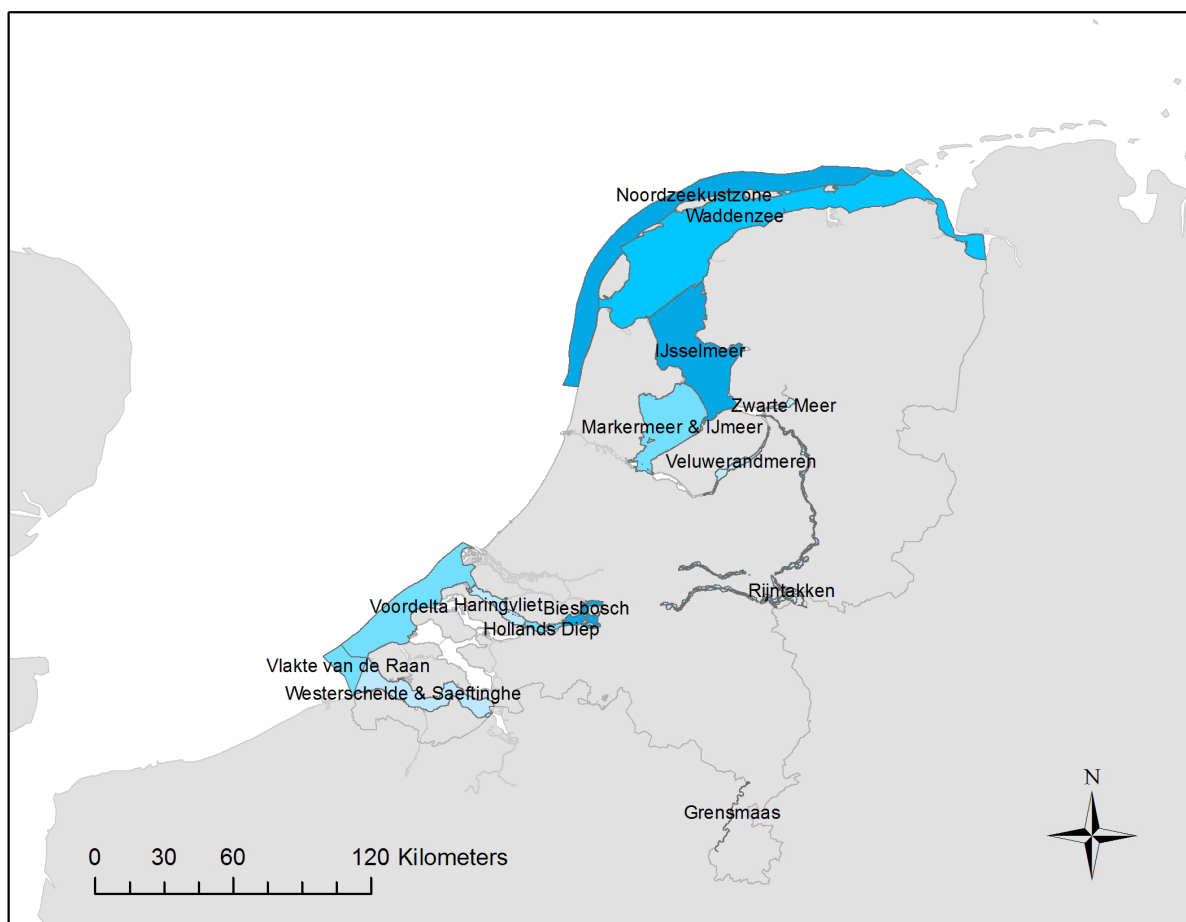 Noordzeekustzone
Waddenzee
IJsselmeer
Zwarte Meer
Markermeer & IJmeer
Veluwerandmeren
Rijntakken
Voordelta
Haringvliet
Biesbosch
Hollands Diep
Vlakte van de Raan
Westerschelde & Saeftinghe
N
Grensmaas
0 30 60 120 Kilometers